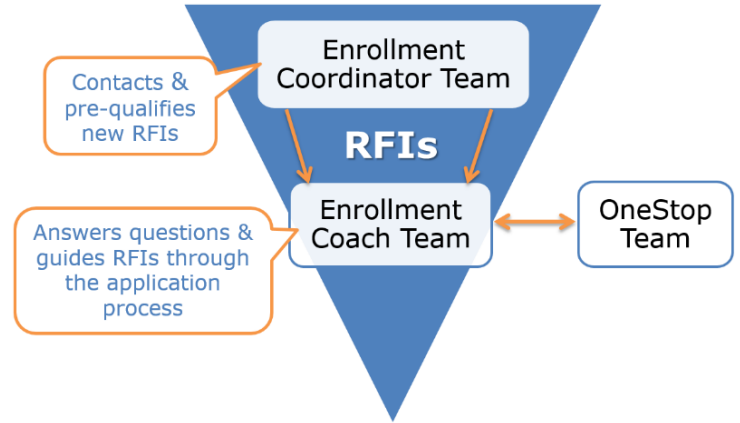 Enrollment
Coordinator Team
Contacts &
pre-qualifies
new RFIs
RFIs
Enrollment
Coach Team
OneStop
Team
Answers questions &
guides RFIs through
the application
process